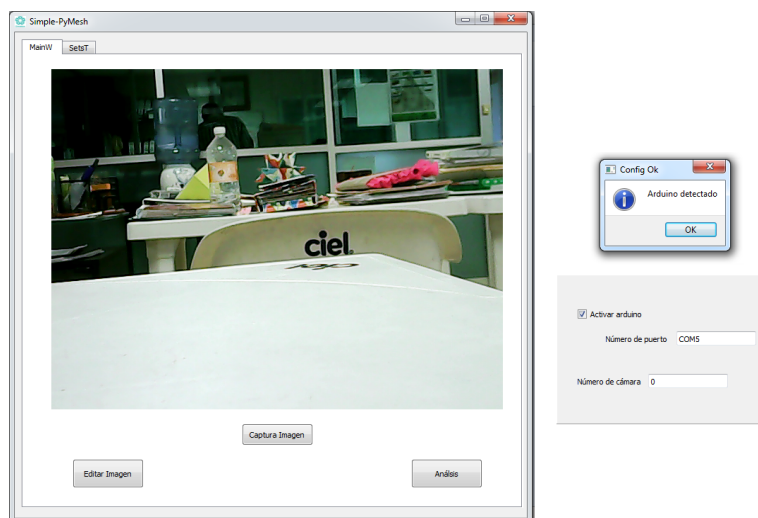 Simple-PyMesh
MainW
SetsT
ciel.
Captura Imagen
Editar Imagen
Análsis
Config Ok
Arduino detectado
OK
Activar arduino
Número de puerto
COM5
Número de cámara
0